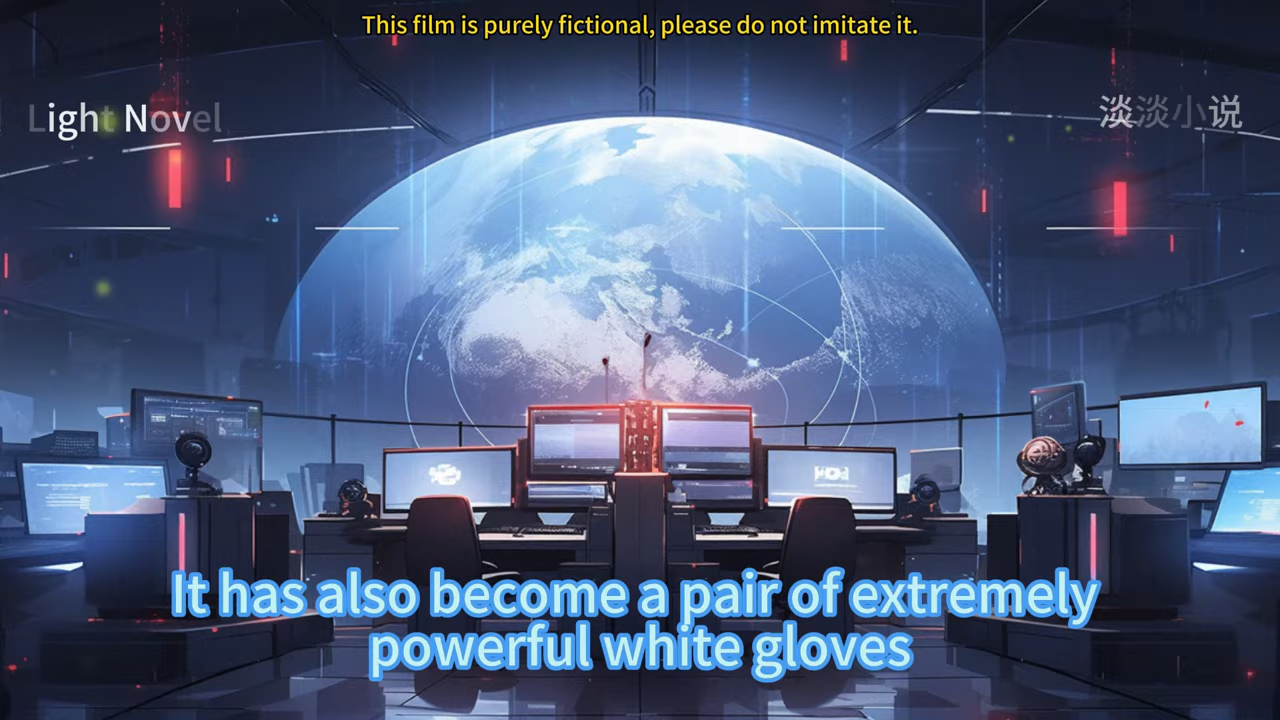 This film is purely fictional, please do not imitate it.
Light Novel
淡淡小说
It has also become a pair of extremely
powerful white gloves